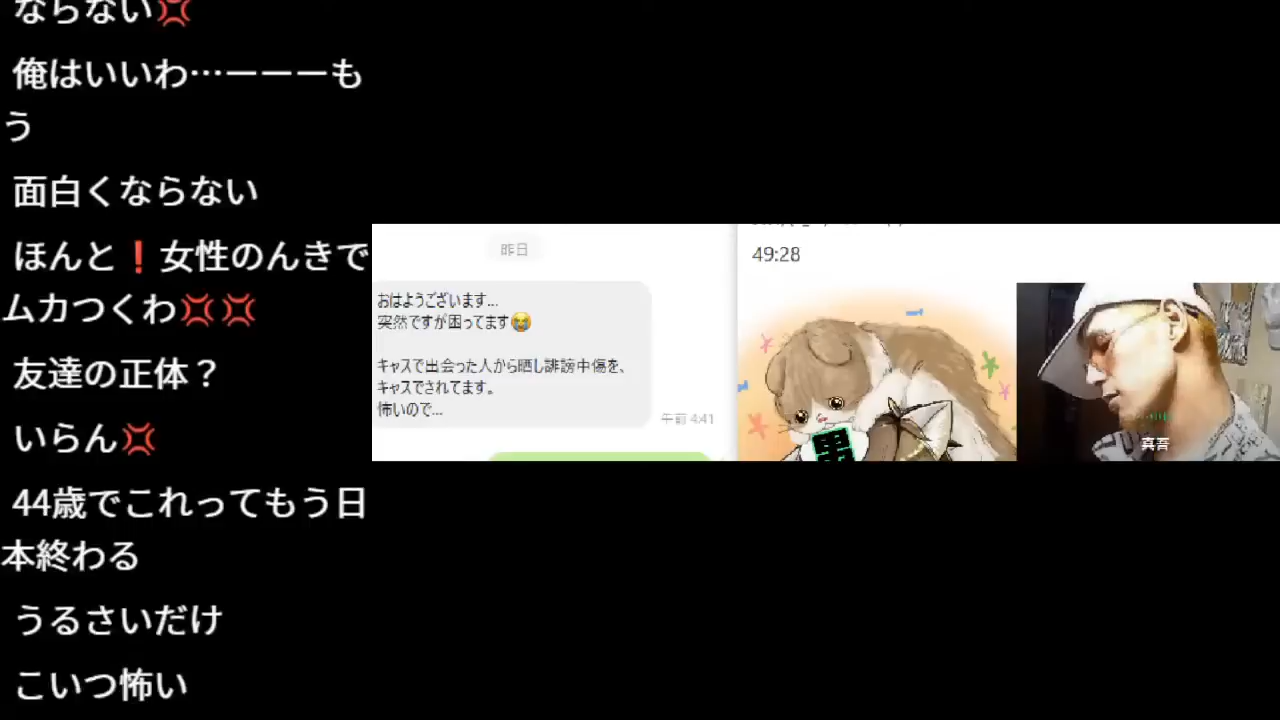 ならない💢
俺はいいわ…ーーーも
う
面白くならない
ほんと❗女性のんきで
ムカつくわ💢💢
友達の正体？
いらん💢
44歳でこれってもう日
本終わる
うるさいだけ
こいつ怖い
昨日
おはようございます...
突然ですが困ってます😭
キャスで出会った人から晒し誹謗中傷を、
キャスでされてます。
怖いので...
午前 4:41
49:28
男
真吾